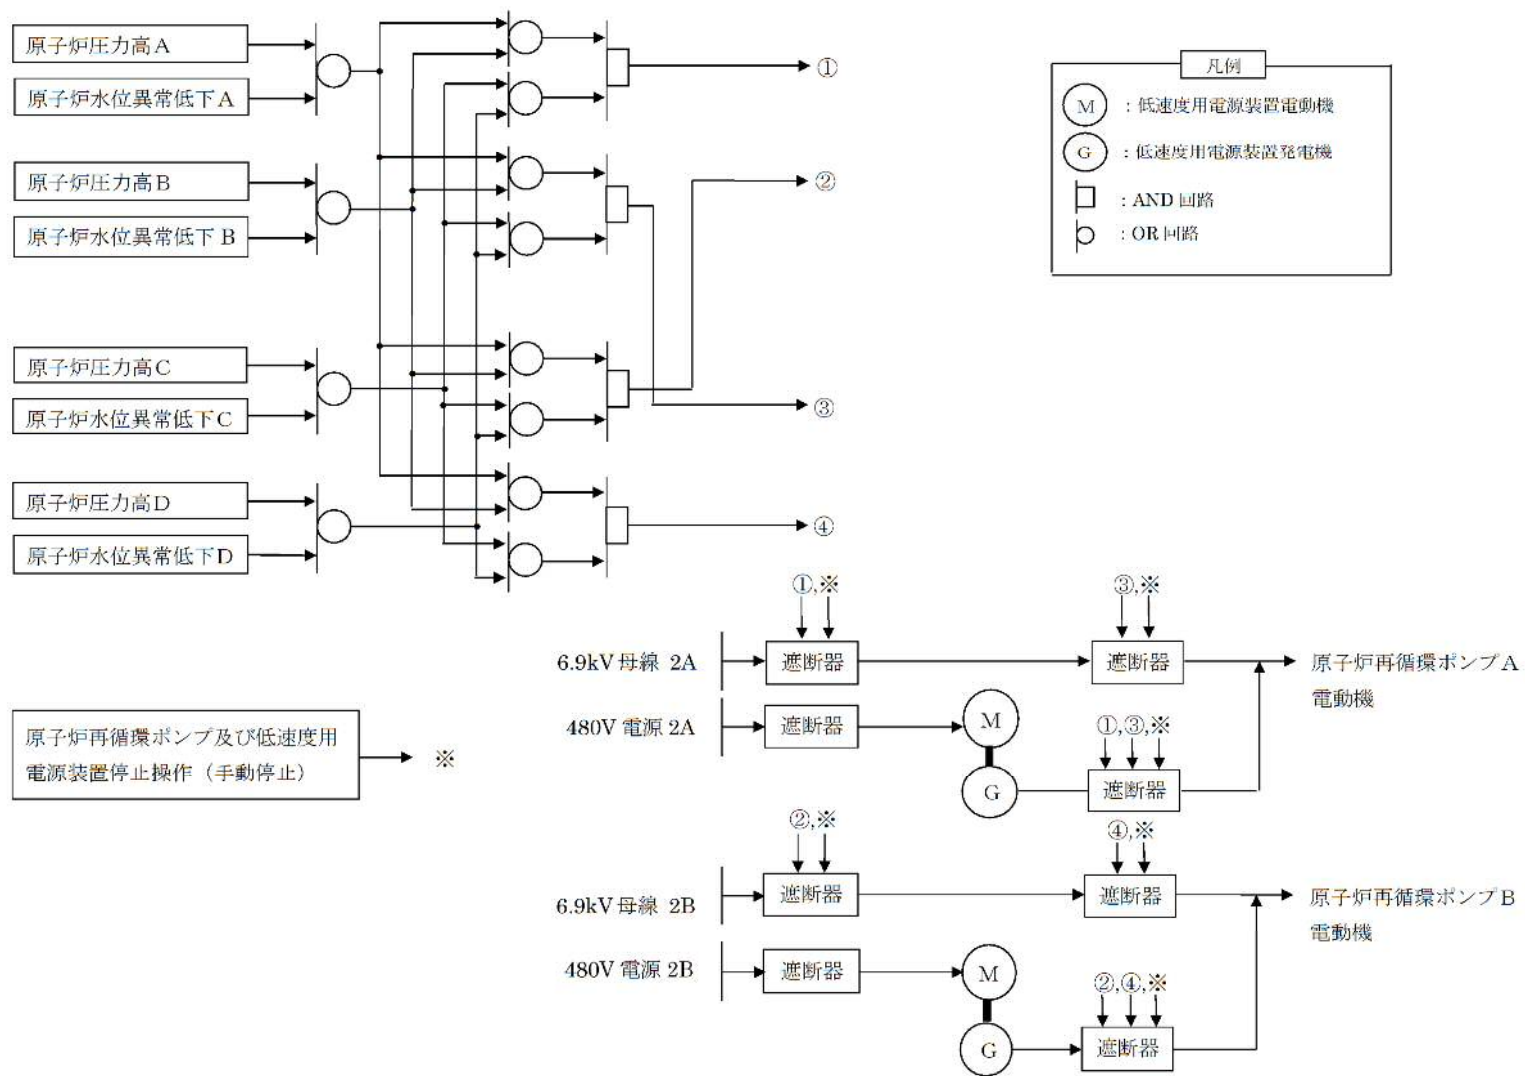 原子炉圧力高A
原子炉水位異常低下A
原子炉圧力高B
原子炉水位異常低下B
原子炉圧力高C
原子炉水位異常低下C
原子炉圧力高D
原子炉水位異常低下D
①
②
③
④
凡例
M
：低速度用電源装置電動機
G
：低速度用電源装置発電機
：AND回路
：OR回路
原子炉再循環ポンプ及び低速度用
電源装置停止操作（手動停止）
※
①,※
③,※
6.9kV母線 2A
遮断器
遮断器
原子炉再循環ポンプA
電動機
480V電源 2A
遮断器
M
①,③,※
G
遮断器
②,※
④,※
6.9kV母線 2B
遮断器
遮断器
原子炉再循環ポンプB
電動機
480V電源 2B
遮断器
M
②,④,※
G
遮断器